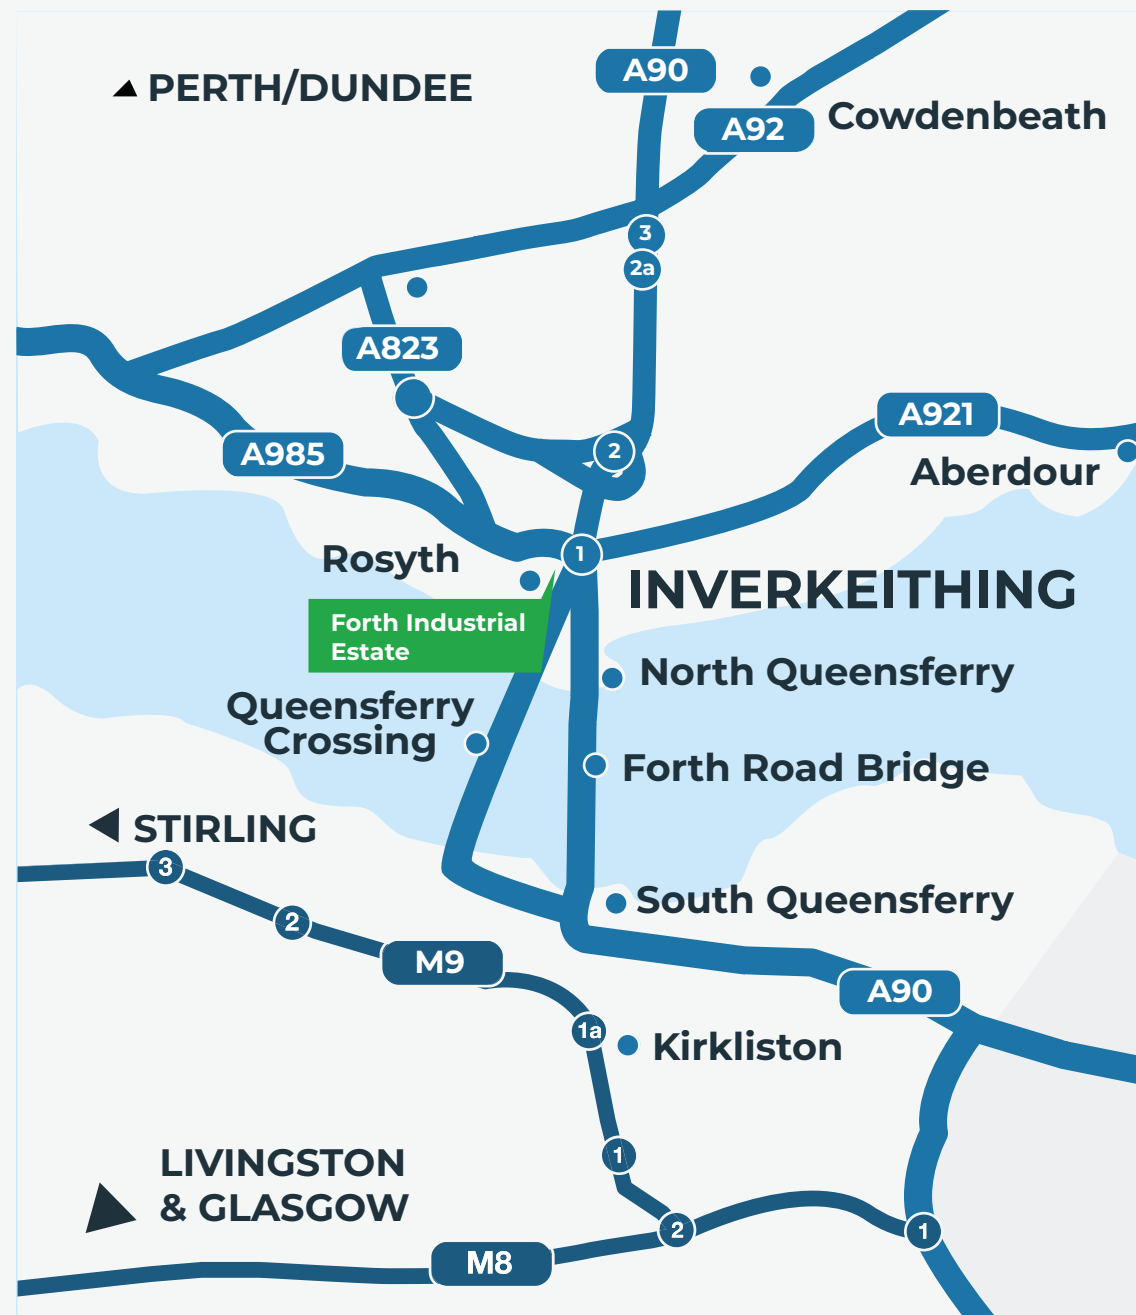 A90
PERTH/DUNDEE
Cowdenbeath
A92
3
2a
A823
A921
A985
2
Aberdour
1
Rosyth
INVERKEITHING
Forth Industrial
Estate
North Queensferry
Queensferry
Crossing
Forth Road Bridge
STIRLING
3
2
South Queensferry
M9
A90
1a
Kirkliston
1
LIVINGSTON
& GLASGOW
2
1
M8